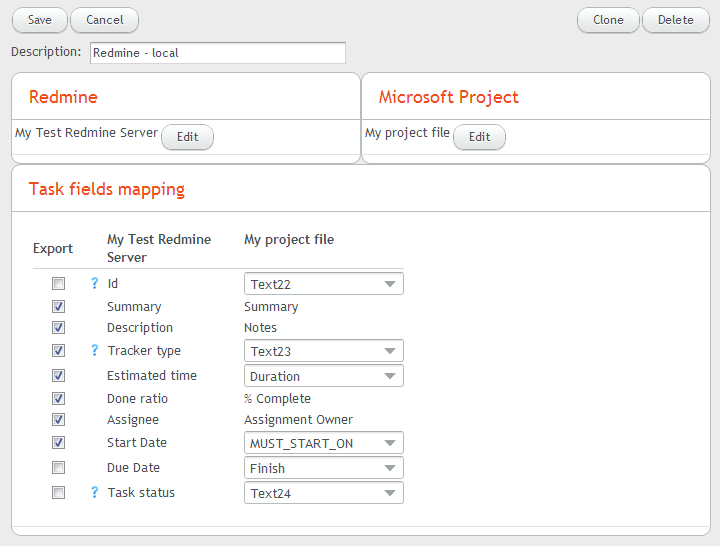 Save Cancel Clone Delete
Description: Redmine - local
Redmine Microsoft Project
My Test Redmine Server Edit My project file Edit
Task fields mapping
Export My Test Redmine Server My project file
? Id Text22
Summary Summary
Description Notes
? Tracker type Text23
Estimated time Duration
Done ratio % Complete
Assignee Assignment Owner
Start Date MUST_START_ON
Due Date Finish
? Task status Text24